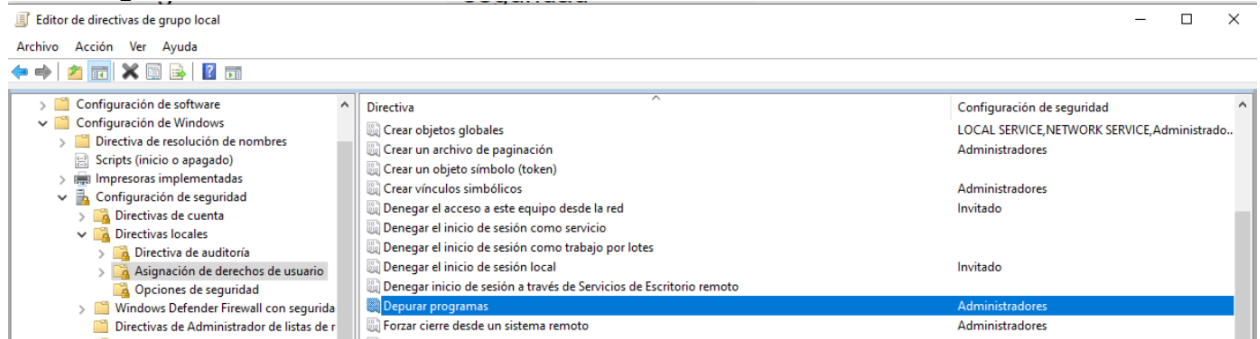 Editor de directivas de grupo local
Archivo Acción Ver Ayuda
Configuración de software
Configuración de Windows
Directiva de resolución de nombres
Scripts (inicio o apagado)
Impresoras implementadas
Configuración de seguridad
Directivas de cuenta
Directivas locales
Directiva de auditoría
Asignación de derechos de usuario
Opciones de seguridad
Windows Defender Firewall con segurida
Directivas de Administrador de listas de r
Directiva Configuración de seguridad
Crear objetos globales LOCAL SERVICE,NETWORK SERVICE,Administrado...
Crear un archivo de paginación Administradores
Crear un objeto símbolo (token)
Crear vínculos simbólicos Administradores
Denegar el acceso a este equipo desde la red Invitado
Denegar el inicio de sesión como servicio
Denegar el inicio de sesión como trabajo por lotes
Denegar el inicio de sesión local Invitado
Denegar inicio de sesión a través de Servicios de Escritorio remoto
Depurar programas Administradores
Forzar cierre desde un sistema remoto Administradores